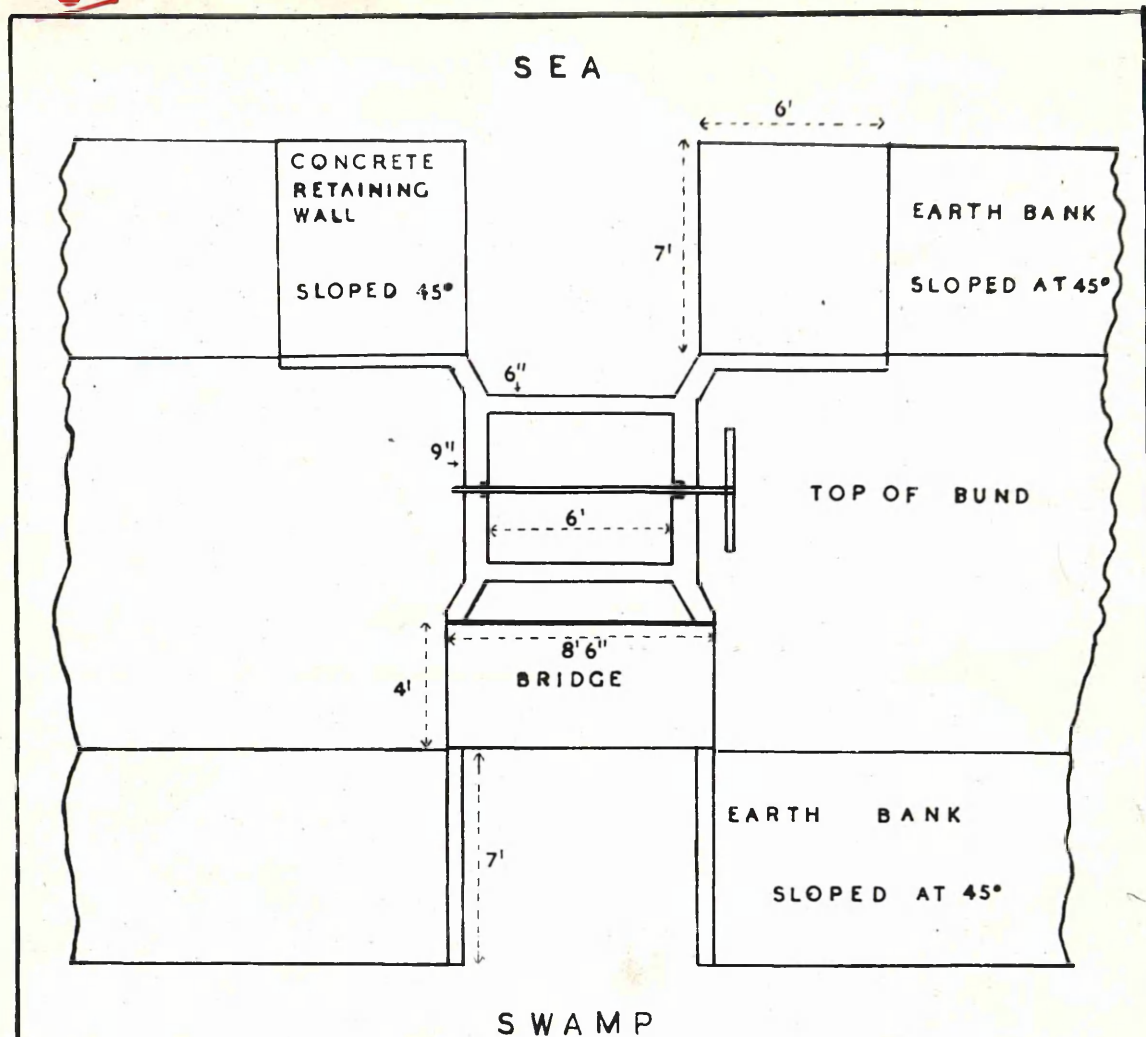 SEA
6'
CONCRETE
RETAINING
WALL
SLOPED 45°
7'
EARTH BANK
SLOPED AT 45°
6"
9"
TOP OF BUND
6'
8'6"
BRIDGE
4'
7'
EARTH BANK
SLOPED AT 45°
SWAMP